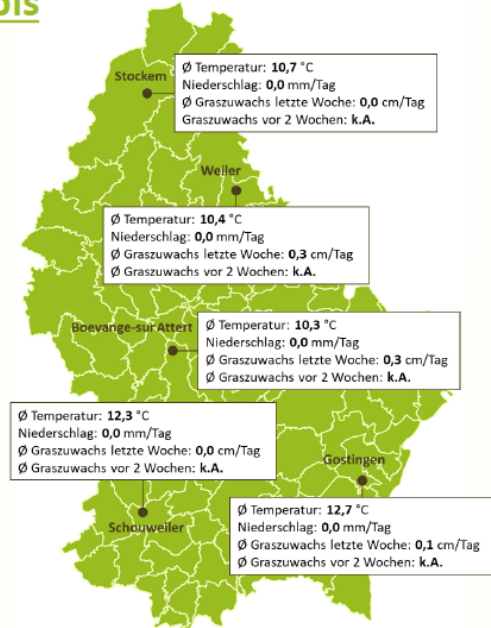 bis
Stockem
Ø Temperatur: 10,7 °C
Niederschlag: 0,0 mm/Tag
Ø Graszuwachs letzte Woche: 0,0 cm/Tag
Graszuwachs vor 2 Wochen: k.A.
Weiler
Ø Temperatur: 10,4 °C
Niederschlag: 0,0 mm/Tag
Ø Graszuwachs letzte Woche: 0,3 cm/Tag
Ø Graszuwachs vor 2 Wochen: k.A.
Boevange-sur Attert
Ø Temperatur: 10,3 °C
Niederschlag: 0,0 mm/Tag
Ø Graszuwachs letzte Woche: 0,3 cm/Tag
Ø Graszuwachs vor 2 Wochen: k.A.
Ø Temperatur: 12,3 °C
Niederschlag: 0,0 mm/Tag
Ø Graszuwachs letzte Woche: 0,0 cm/Tag
Ø Graszuwachs vor 2 Wochen: k.A.
Schouweiler
Gostingen
Ø Temperatur: 12,7 °C
Niederschlag: 0,0 mm/Tag
Ø Graszuwachs letzte Woche: 0,1 cm/Tag
Ø Graszuwachs vor 2 Wochen: k.A.